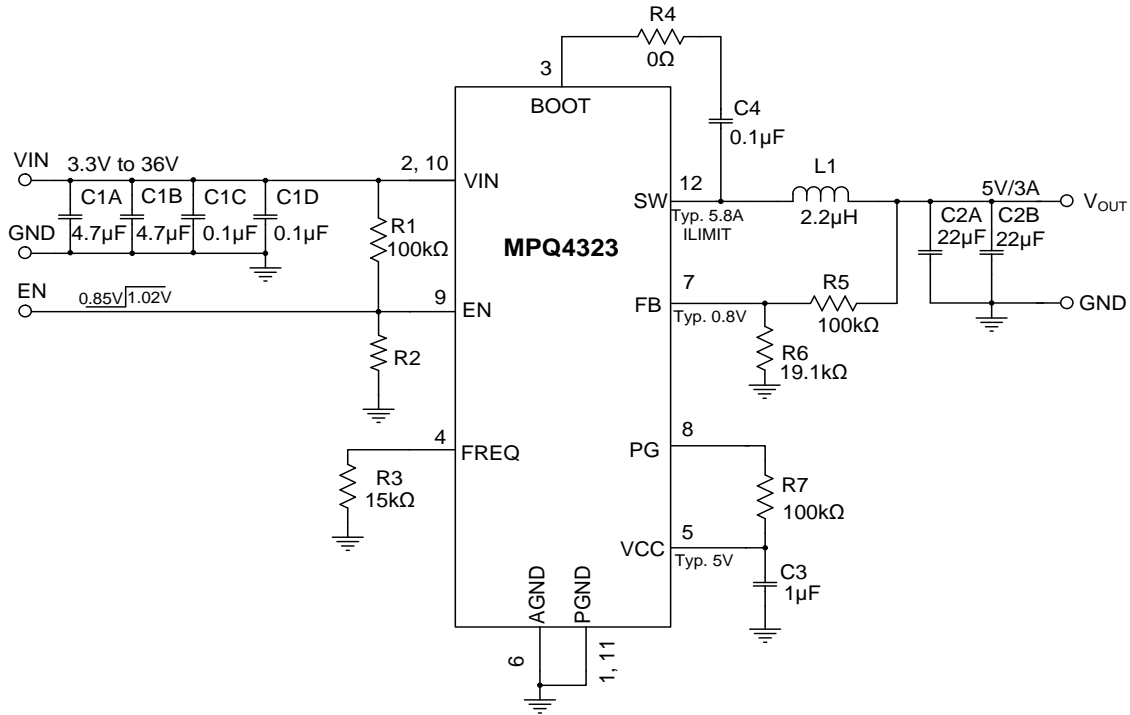 R4
0Ω
3
BOOT
C4
0.1µF
VIN
3.3V to 36V
2, 10
VIN
C1A
C1B
C1C
C1D
4.7µF
4.7µF
0.1µF
0.1µF
GND
R1
100kΩ
MPQ4323
SW
12
Typ. 5.8A
ILIMIT
L1
2.2µH
5V/3A
VOUT
C2A
22µF
C2B
22µF
GND
EN
0.85V
1.02V
9
EN
R2
FB
7
Typ. 0.8V
R5
100kΩ
R6
19.1kΩ
4
FREQ
R3
15kΩ
PG
8
R7
100kΩ
VCC
5
Typ. 5V
C3
1µF
AGND
PGND
6
1, 11